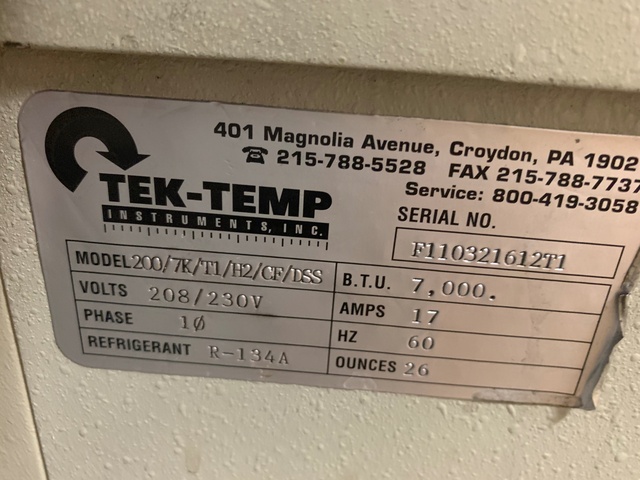 401 Magnolia Avenue, Croydon, PA 1902
☎ 215-788-5528 FAX 215-788-7737
Service: 800-419-3058
TEK-TEMP
INSTRUMENTS, INC.
SERIAL NO.
F110321612T1
MODEL 200/7K/T1/H2/CF/DSS
B.T.U. 7,000.
VOLTS 208/230V
AMPS 17
PHASE 1Ø
HZ 60
REFRIGERANT R-134A
OUNCES 26